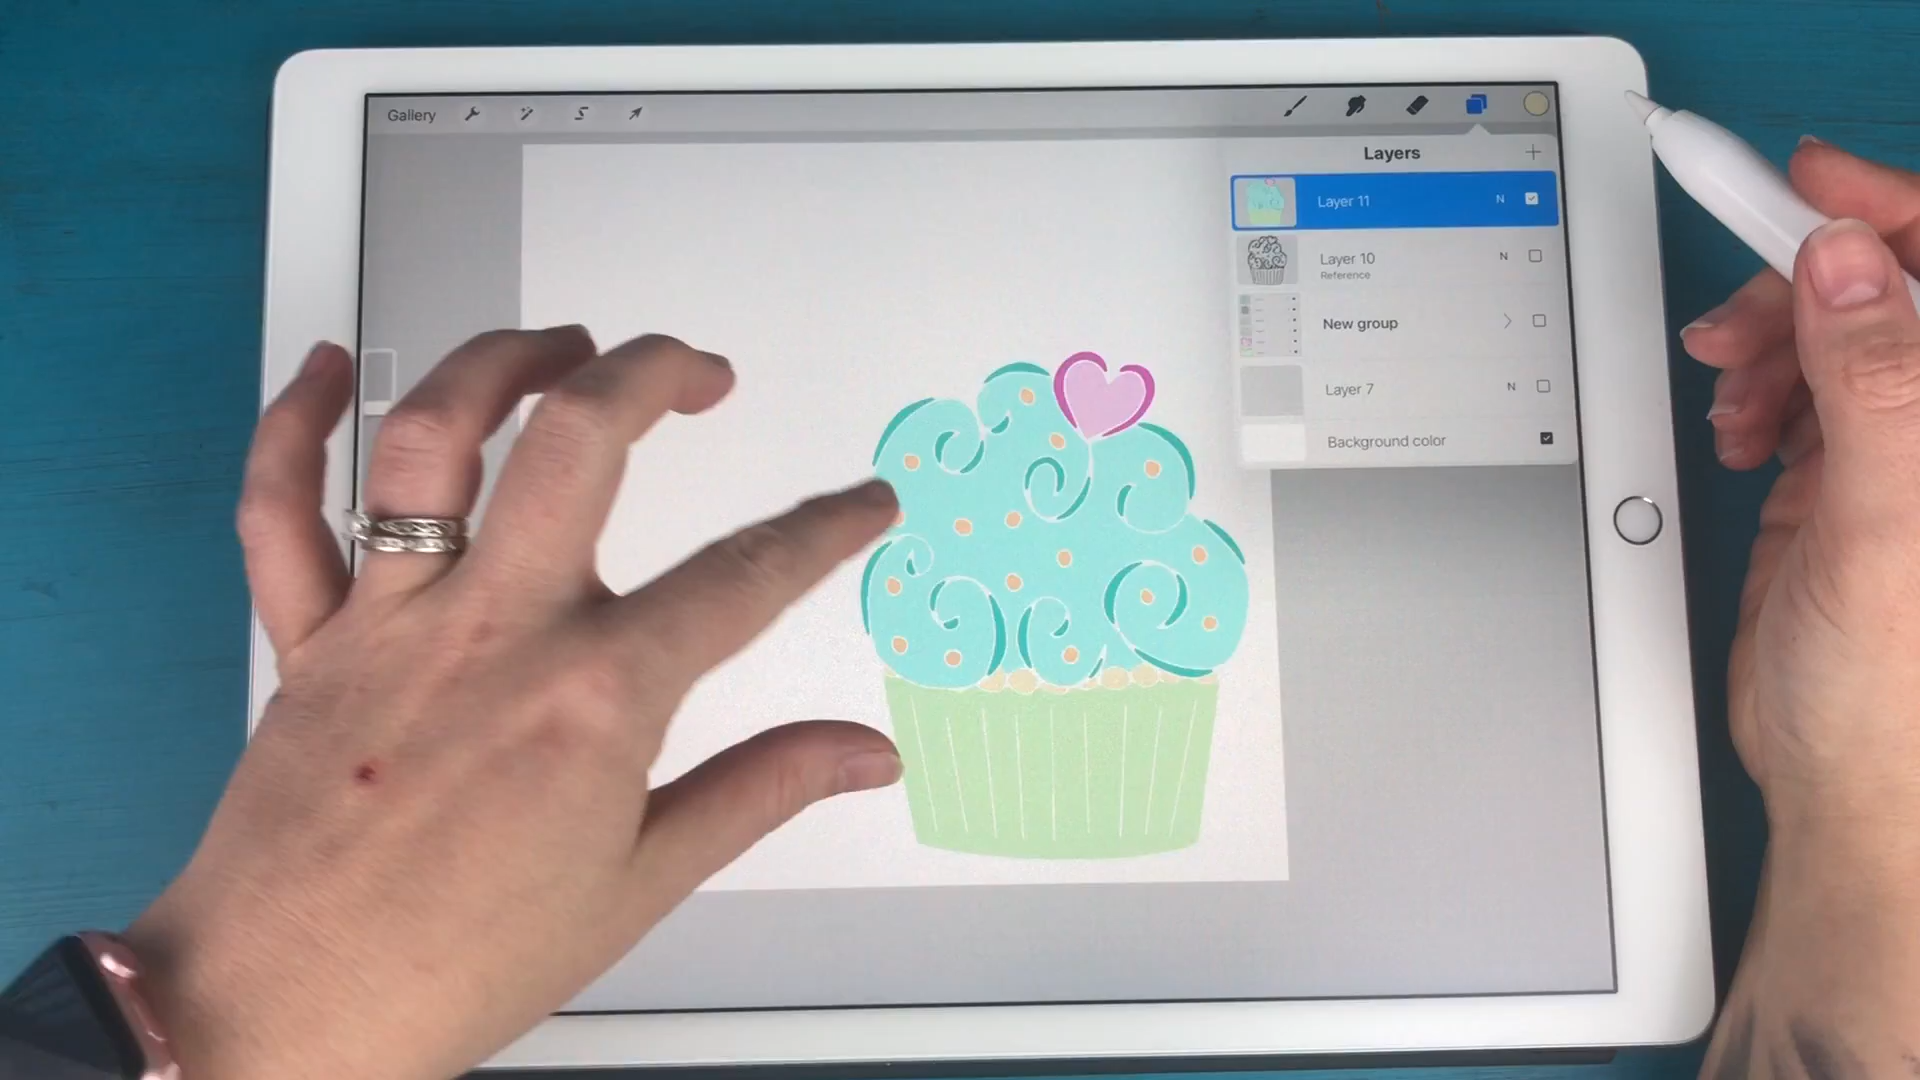 Gallery
Layers
Layer 11 N
Layer 10 N
Reference
New group
Layer 7 N
Background color